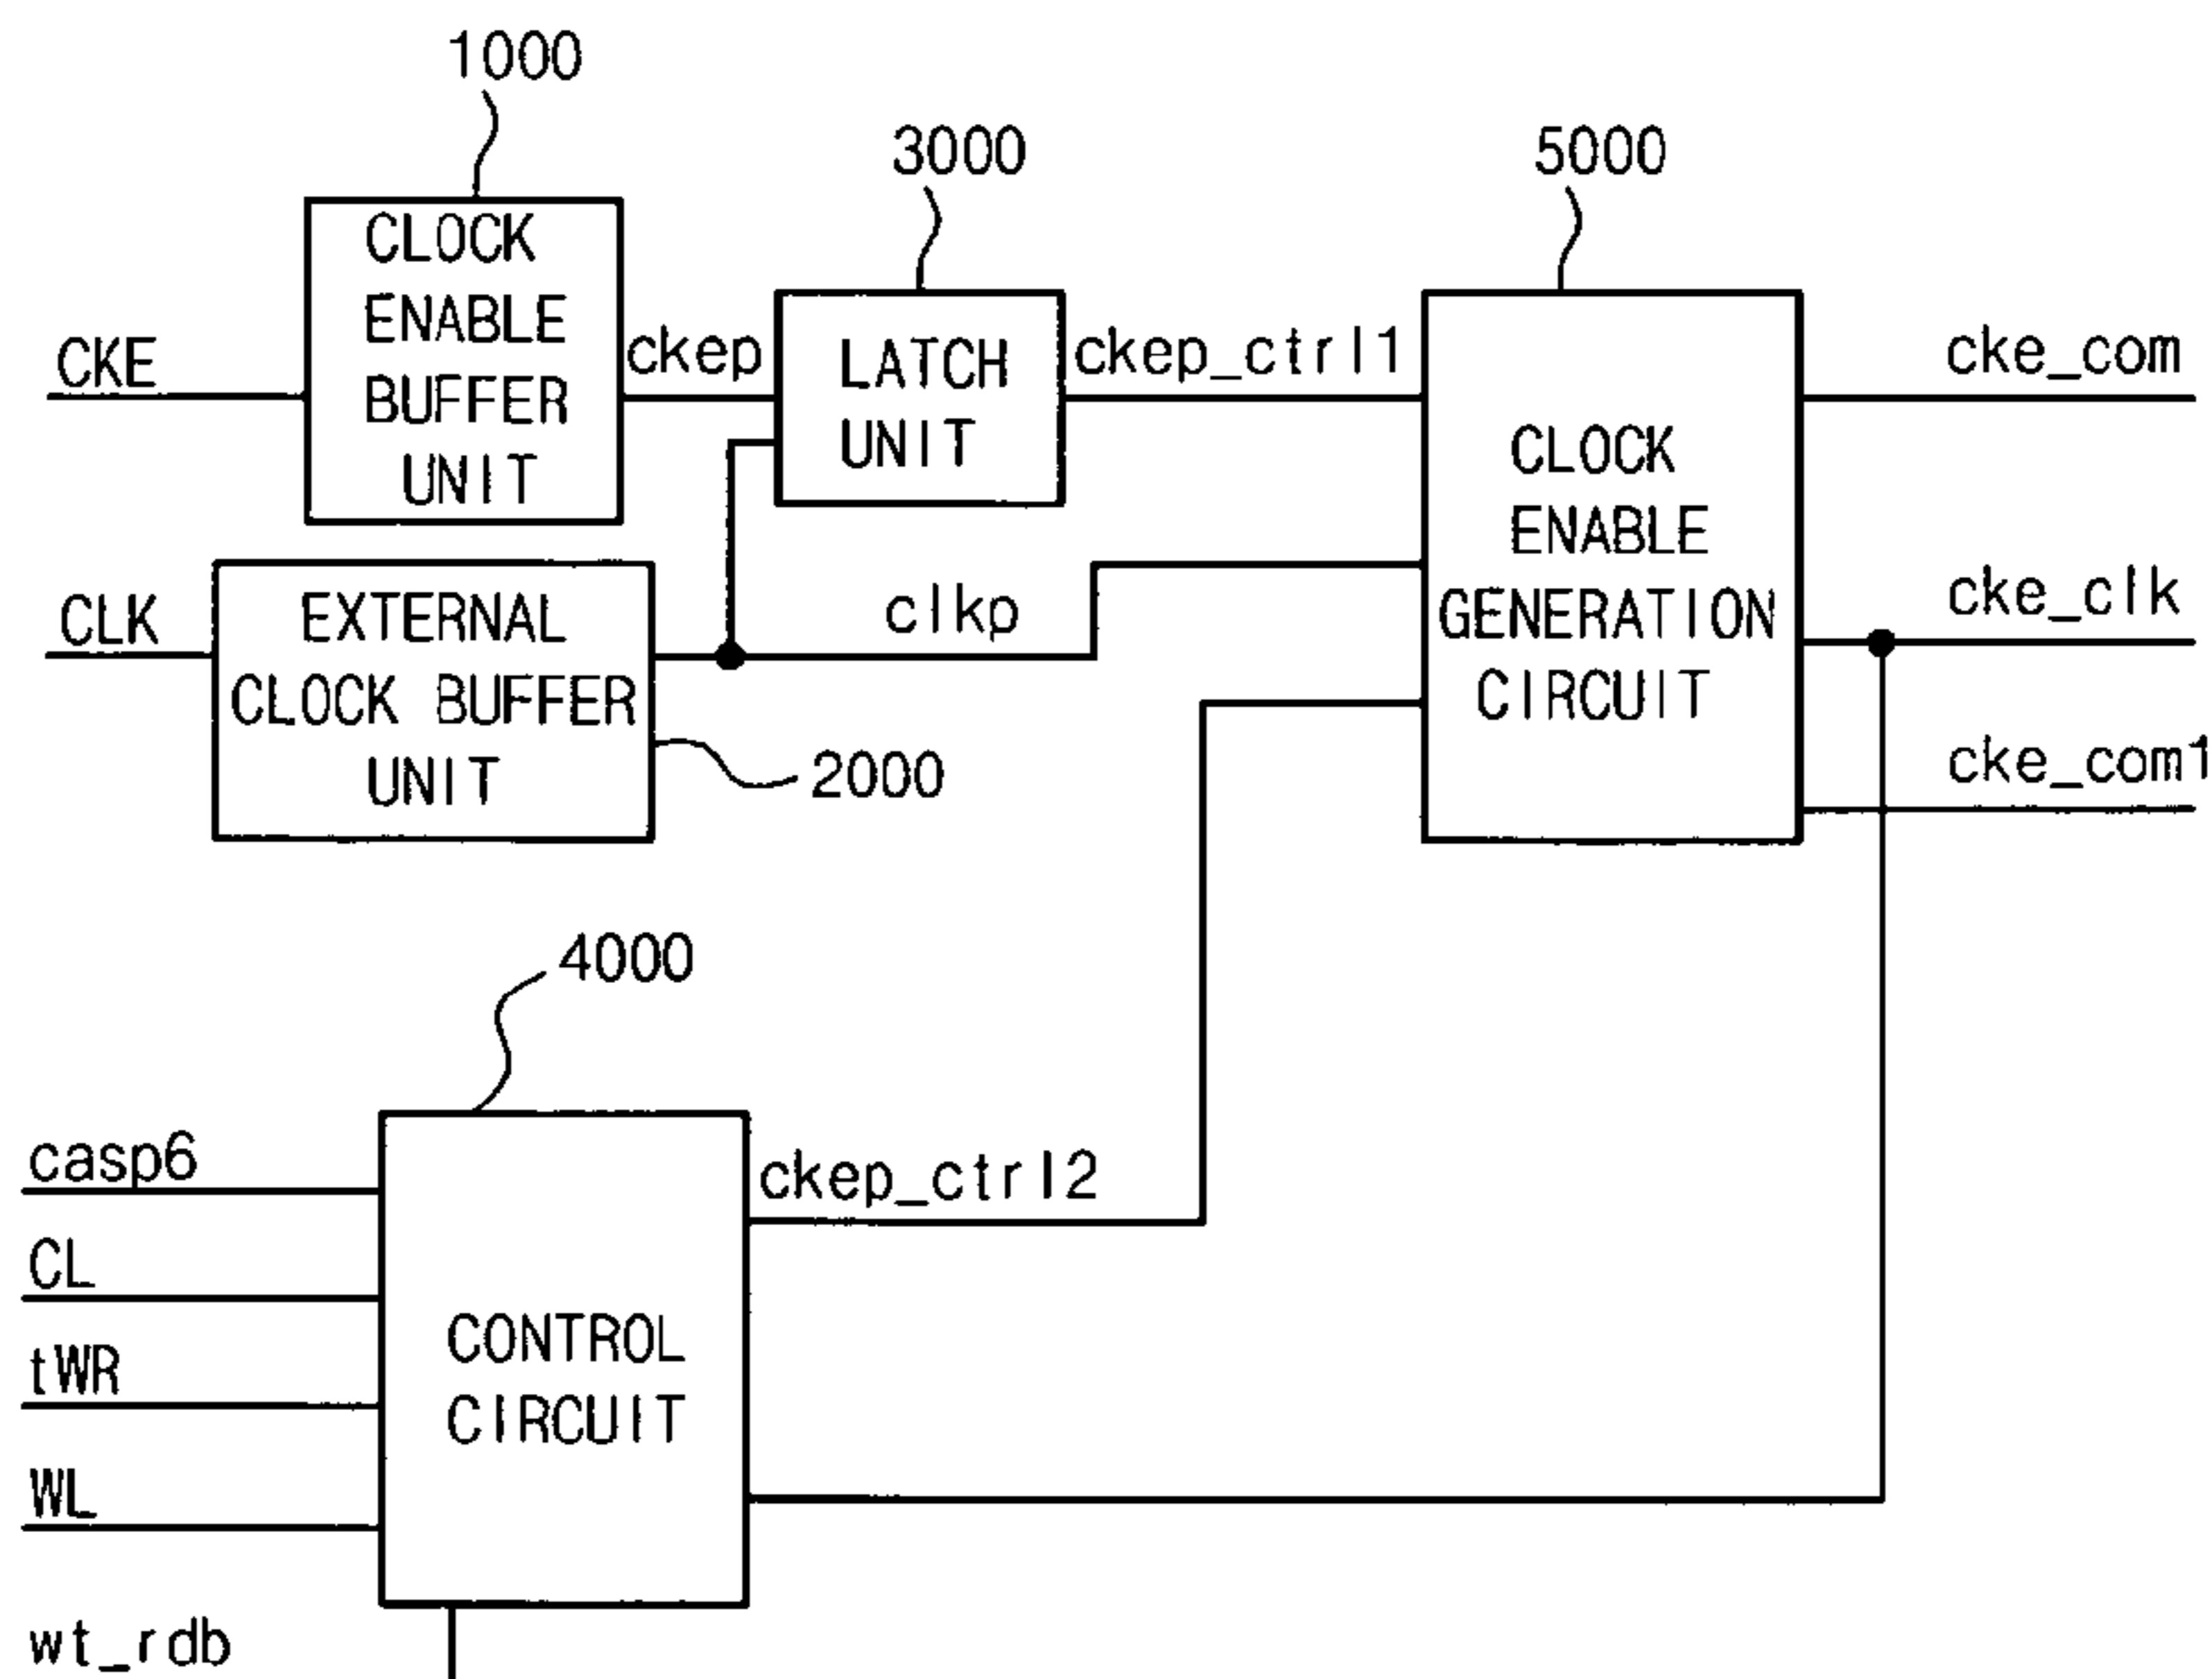 1000
3000
5000
CLOCK
ENABLE
BUFFER
UNIT
CKE
ckep
LATCH
UNIT
ckep_ctrl1
CLOCK
ENABLE
GENERATION
CIRCUIT
cke_com
cke_clk
cke_com1
CLK
EXTERNAL
CLOCK BUFFER
UNIT
clkp
2000
4000
casp6
CL
tWR
WL
wt_rdb
CONTROL
CIRCUIT
ckep_ctrl2